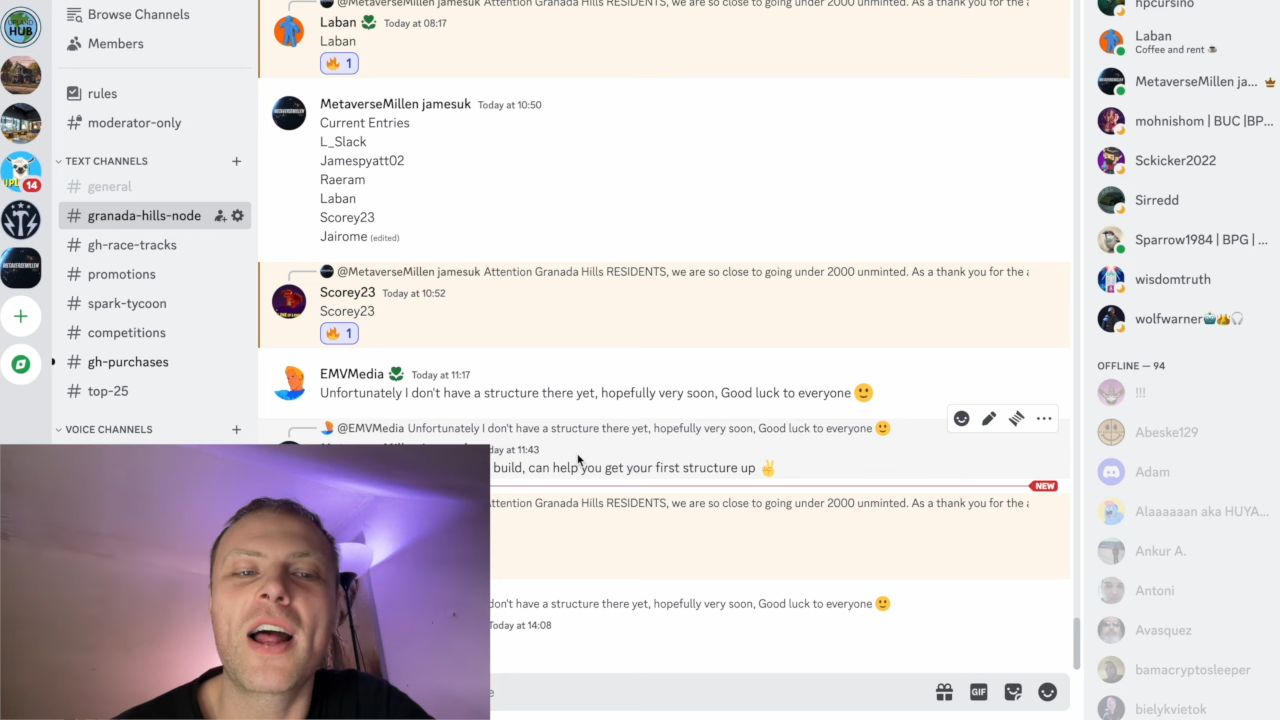 HUB
UPL
14
METAVERSEMILLEN
Browse Channels
Members
rules
moderator-only
TEXT CHANNELS
general
granada-hills-node
gh-race-tracks
promotions
spark-tycoon
competitions
gh-purchases
top-25
VOICE CHANNELS
@MetaverseMillen jamesuk Attention Granada Hills RESIDENTS, we are so close to going under 2000 unminted. As a thank you for the a
Laban Today at 08:17
Laban
🔥 1
MetaverseMillen jamesuk Today at 10:50
Current Entries
L_Slack
Jamespyatt02
Raeram
Laban
Scorey23
Jairome (edited)
@MetaverseMillen jamesuk Attention Granada Hills RESIDENTS, we are so close to going under 2000 unminted. As a thank you for the a
Scorey23 Today at 10:52
Scorey23
🔥 1
EMVMedia Today at 11:17
Unfortunately I don't have a structure there yet, hopefully very soon, Good luck to everyone 🙂
@EMVMedia Unfortunately I don't have a structure there yet, hopefully very soon, Good luck to everyone 🙂
day at 11:43
build, can help you get your first structure up ✌️
NEW
ttention Granada Hills RESIDENTS, we are so close to going under 2000 unminted. As a thank you for the a
don't have a structure there yet, hopefully very soon, Good luck to everyone 🙂
Today at 14:08
GIF
hpcursino
Laban
Coffee and rent ☕
MetaverseMillen ja...
mohnishom | BUC |BP...
Sckicker2022
Sirredd
Sparrow1984 | BPG | ...
wisdomtruth
wolfwarner🤖👍🎧
OFFLINE — 94
!!!
Abeske129
Adam
Alaaaaaan aka HUYA...
Ankur A.
Antoni
Avasquez
bamacryptosleeper
bielykvietok